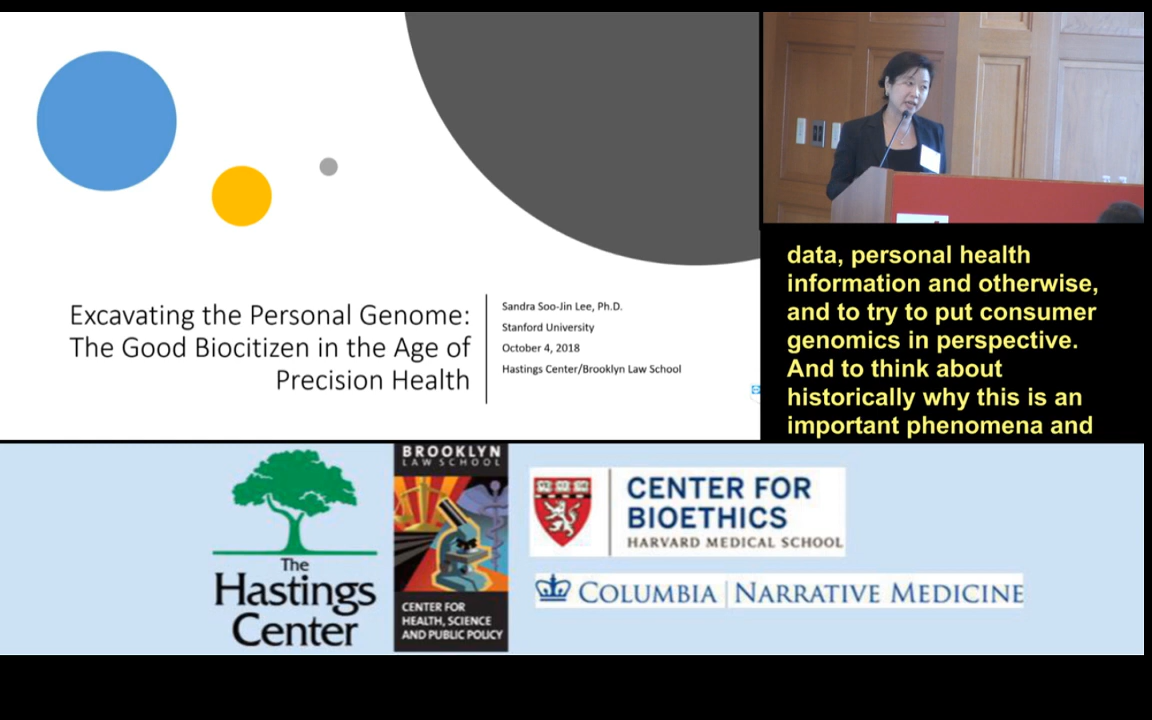 Excavating the Personal Genome:
The Good Biocitizen in the Age of
Precision Health
Sandra Soo-Jin Lee, Ph.D.
Stanford University
October 4, 2018
Hastings Center/Brooklyn Law School
data, personal health
information and otherwise,
and to try to put consumer
genomics in perspective.
And to think about
historically why this is an
important phenomena and
The
Hastings
Center
BROOKLYN
LAW SCHOOL
CENTER FOR
HEALTH, SCIENCE
AND PUBLIC POLICY
CENTER FOR
BIOETHICS
HARVARD MEDICAL SCHOOL
COLUMBIA | NARRATIVE MEDICINE